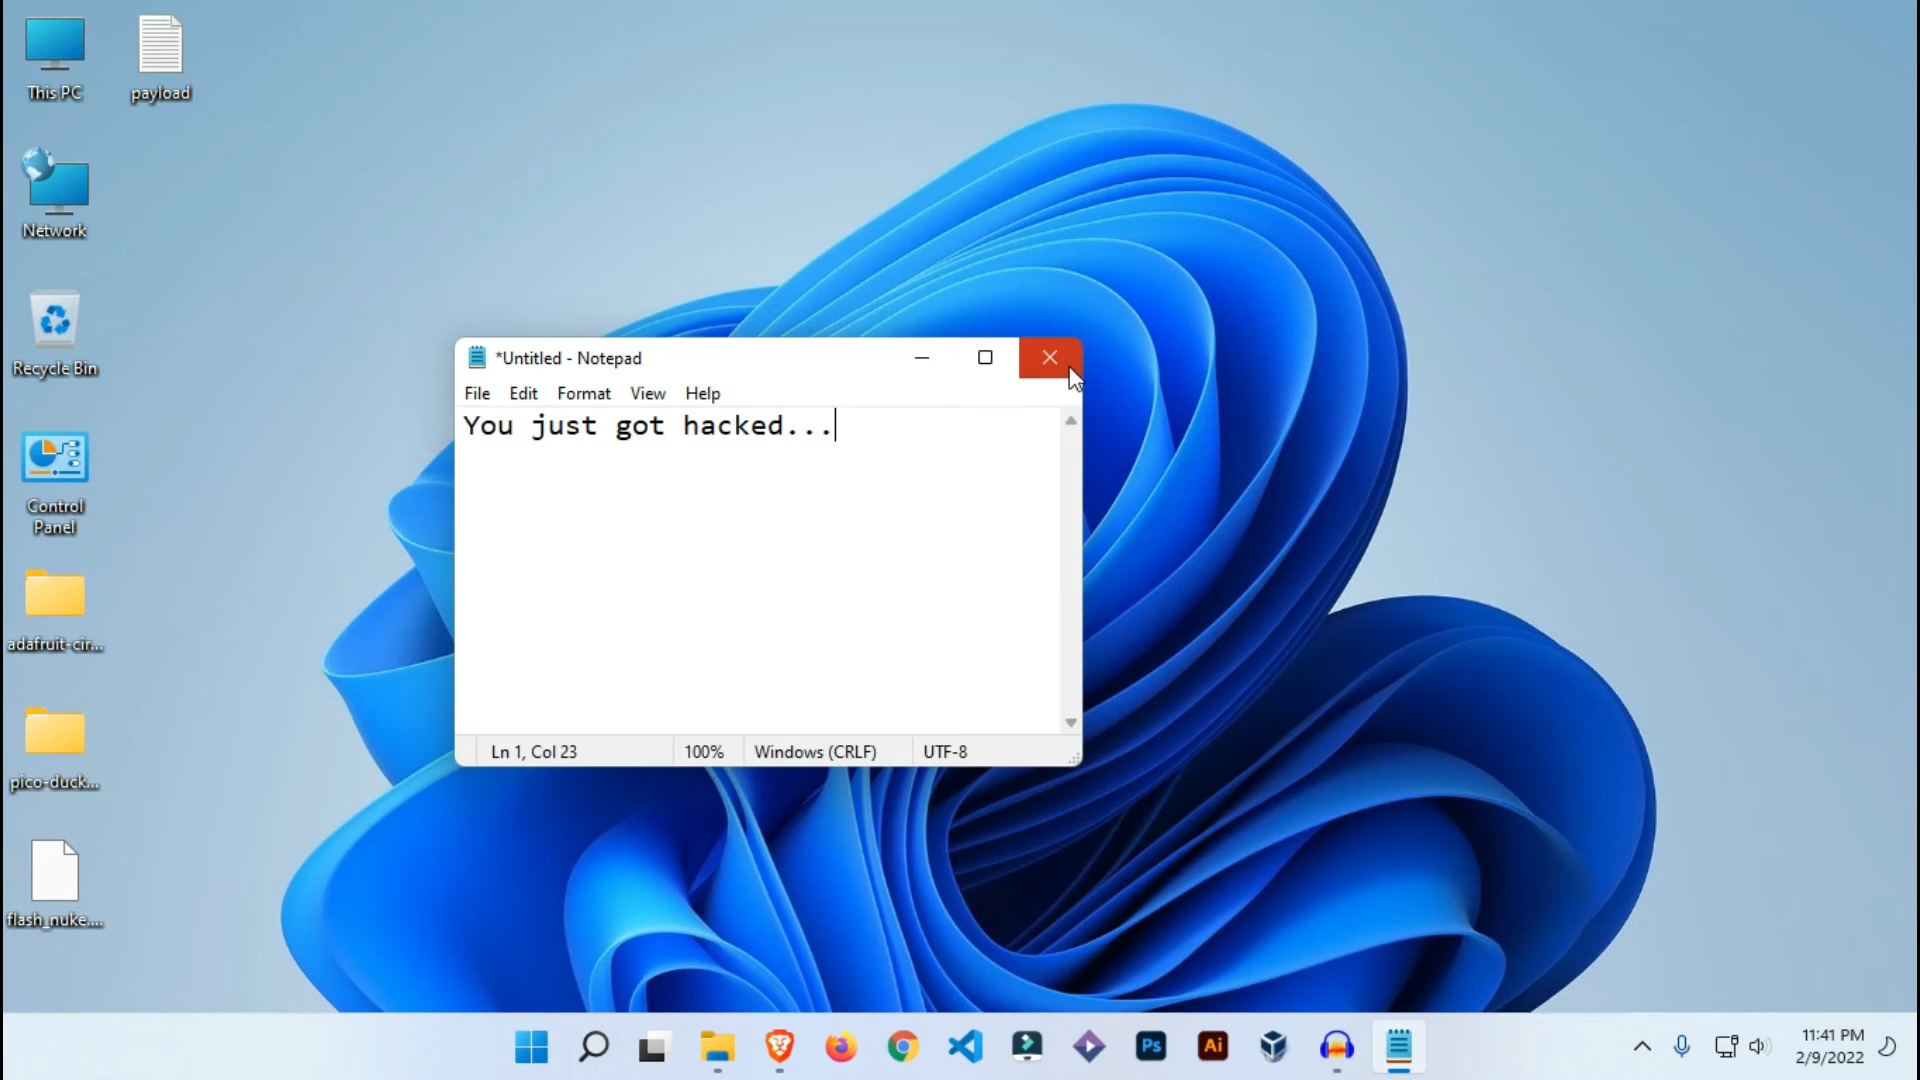 This PC
payload
Network
Recycle Bin
Control
Panel
adafruit-cir...
pico-duck...
flash_nuke....
*Untitled - Notepad
File Edit Format View Help
You just got hacked...
Ln 1, Col 23 100% Windows (CRLF) UTF-8
Ps
Ai
11:41 PM
2/9/2022